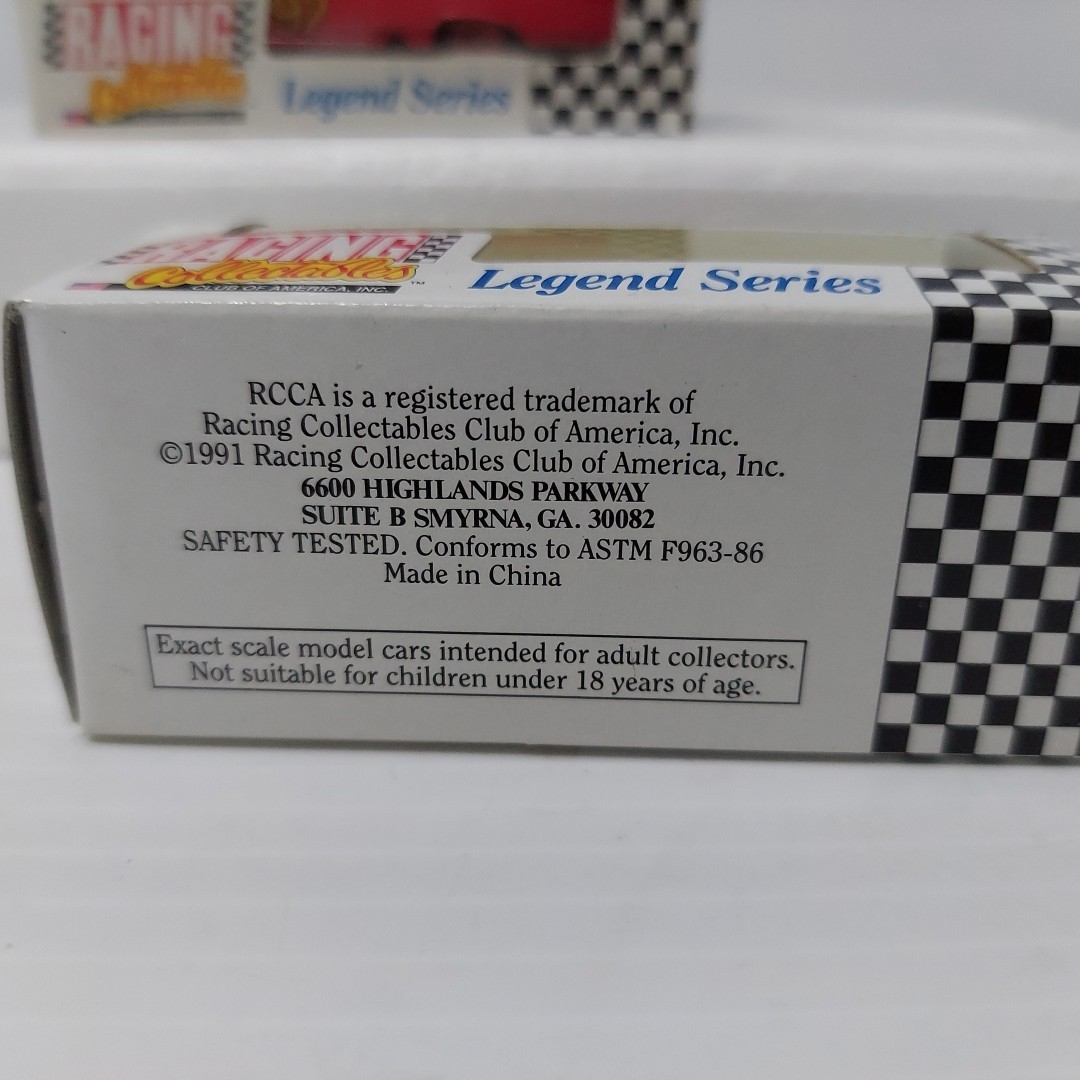 RACING
Legend Series
RACING
Collectables™
CLUB OF AMERICA, INC.
Legend Series
RCCA is a registered trademark of
Racing Collectables Club of America, Inc.
©1991 Racing Collectables Club of America, Inc.
6600 HIGHLANDS PARKWAY
SUITE B SMYRNA, GA. 30082
SAFETY TESTED. Conforms to ASTM F963-86
Made in China
Exact scale model cars intended for adult collectors.
Not suitable for children under 18 years of age.